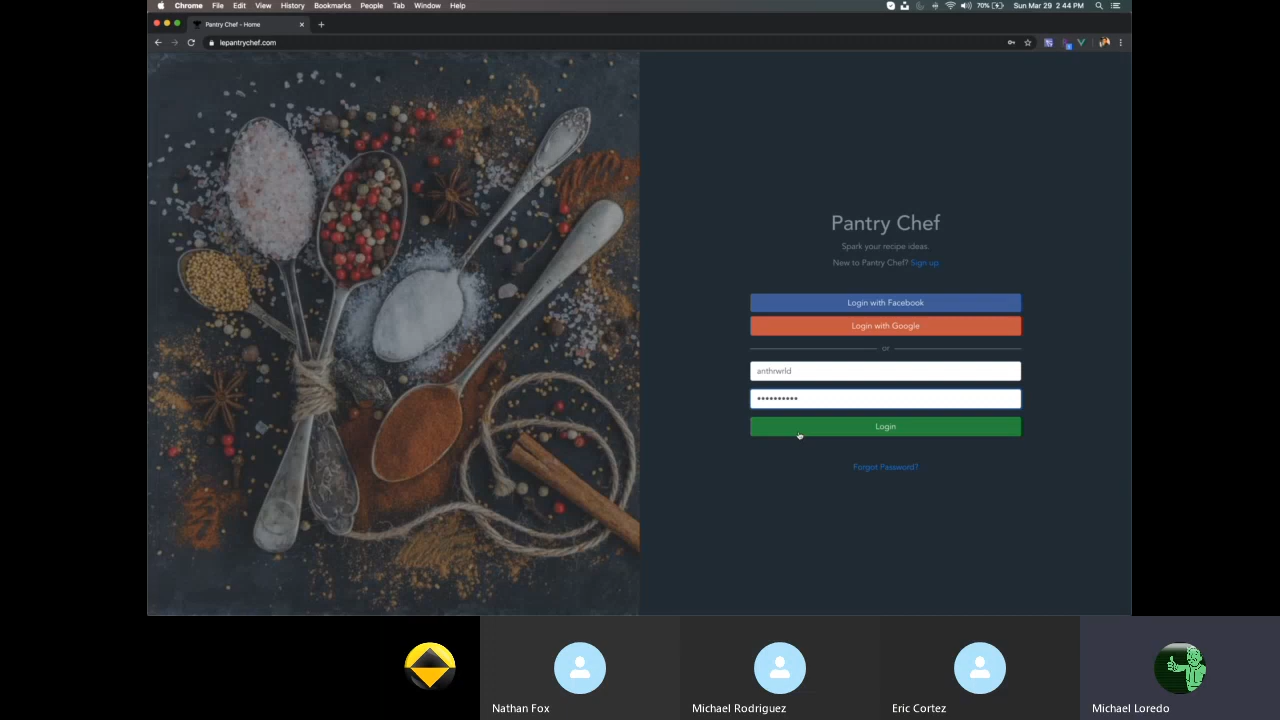 Chrome File Edit View History Bookmarks People Tab Window Help 70% Sun Mar 29 2:44 PM
Pantry Chef - Home
lepantrychef.com
Pantry Chef
Spark your recipe ideas.
New to Pantry Chef? Sign up.
Login with Facebook
Login with Google
or
anthrwrld
••••••••••
Login
Forgot Password?
Nathan Fox
Michael Rodriguez
Eric Cortez
Michael Loredo